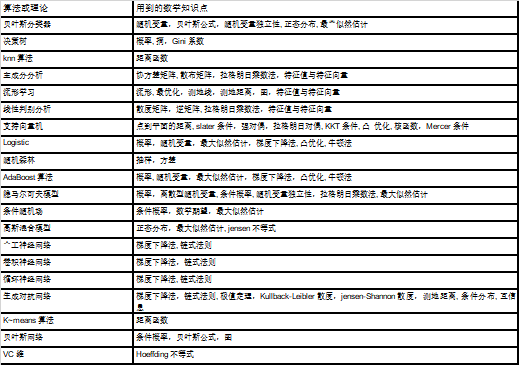 算法或理论 用到的数学知识点
贝叶斯分类器 随机变量, 贝叶斯公式, 随机变量独立性, 正态分布, 最大似然估计
决策树 概率, 熵, Gini 系数
knn 算法 距离函数
主成分分析 协方差矩阵, 散布矩阵, 拉格朗日乘数法, 特征值与特征向量
流形学习 流形, 最优化, 测地线, 测地距离, 图, 特征值与特征向量
线性判别分析 散度矩阵, 逆矩阵, 拉格朗日乘数法, 特征值与特征向量
支持向量机 点到平面的距离, slater 条件, 强对偶, 拉格朗日对偶, KKT 条件, 凸 优化, 核函数, Mercer 条件
Logistic 概率, 随机变量, 最大似然估计, 梯度下降法, 凸优化, 牛顿法
随机森林 抽样, 方差
AdaBoost 算法 概率, 随机变量, 最大似然估计, 梯度下降法, 凸优化, 牛顿法
隐马尔可夫模型 概率, 离散型随机变量, 条件概率, 随机变量独立性, 拉格朗日乘数法, 最大似然估计
条件随机场 条件概率, 数学期望, 最大似然估计
高斯混合模型 正态分布, 最大似然估计, jensen 不等式
人工神经网络 梯度下降法, 链式法则
卷积神经网络 梯度下降法, 链式法则
循环神经网络 梯度下降法, 链式法则
生成对抗网络 梯度下降法, 链式法则, 极值定理, Kullback-Leibler 散度, jensen-Shannon 散度, 测地距离, 条件分布, 互信
息
K-means 算法 距离函数
贝叶斯网络 条件概率, 贝叶斯公式, 图
VC 维 Hoeffding 不等式